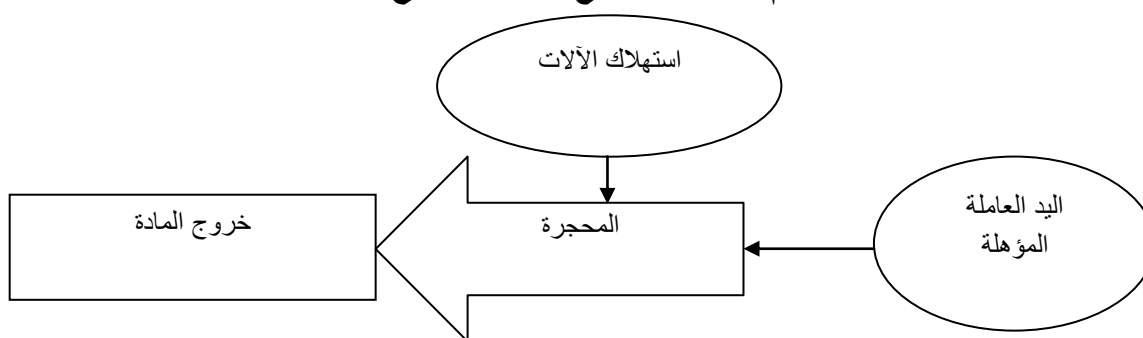 استهلاك الآلات
اليد العاملة
المؤهلة
المحجرة
خروج المادة